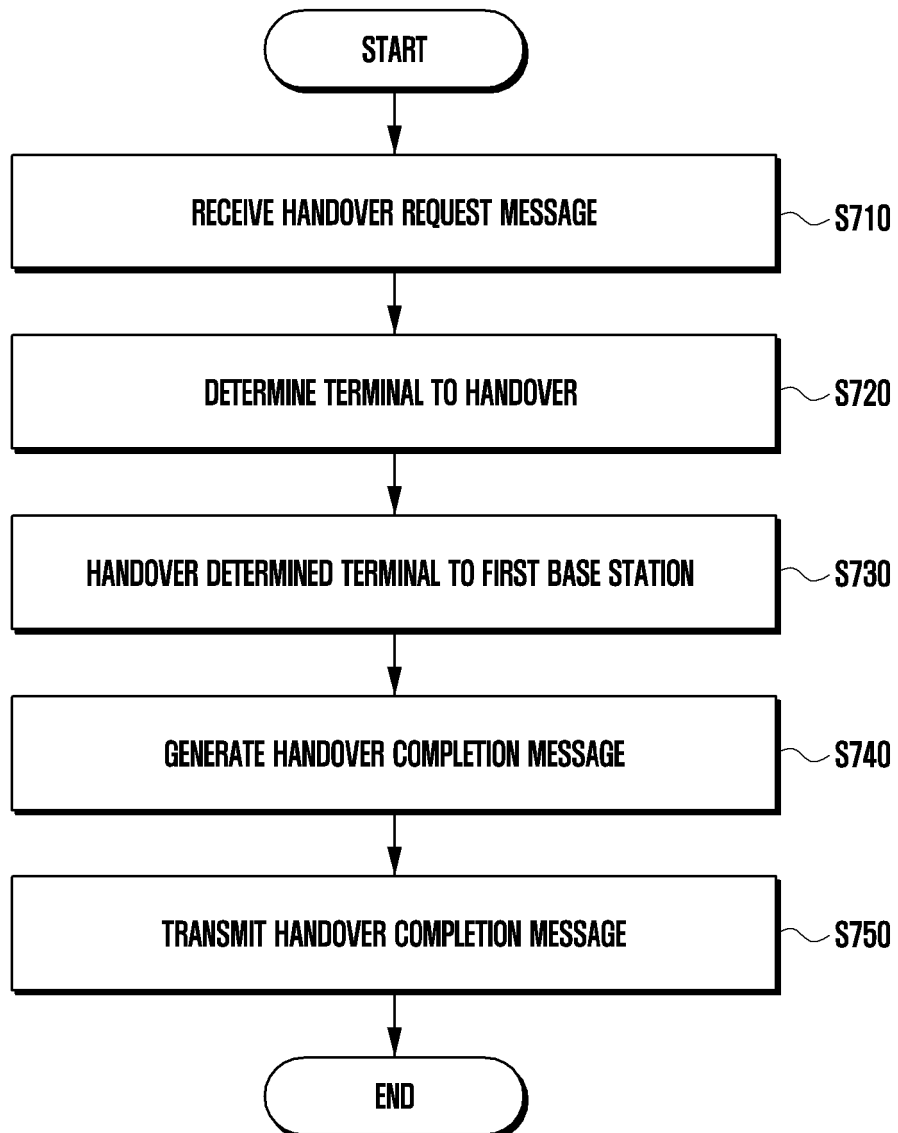 START
RECEIVE HANDOVER REQUEST MESSAGE
S710
DETERMINE TERMINAL TO HANDOVER
S720
HANDOVER DETERMINED TERMINAL TO FIRST BASE STATION
S730
GENERATE HANDOVER COMPLETION MESSAGE
S740
TRANSMIT HANDOVER COMPLETION MESSAGE
S750
END